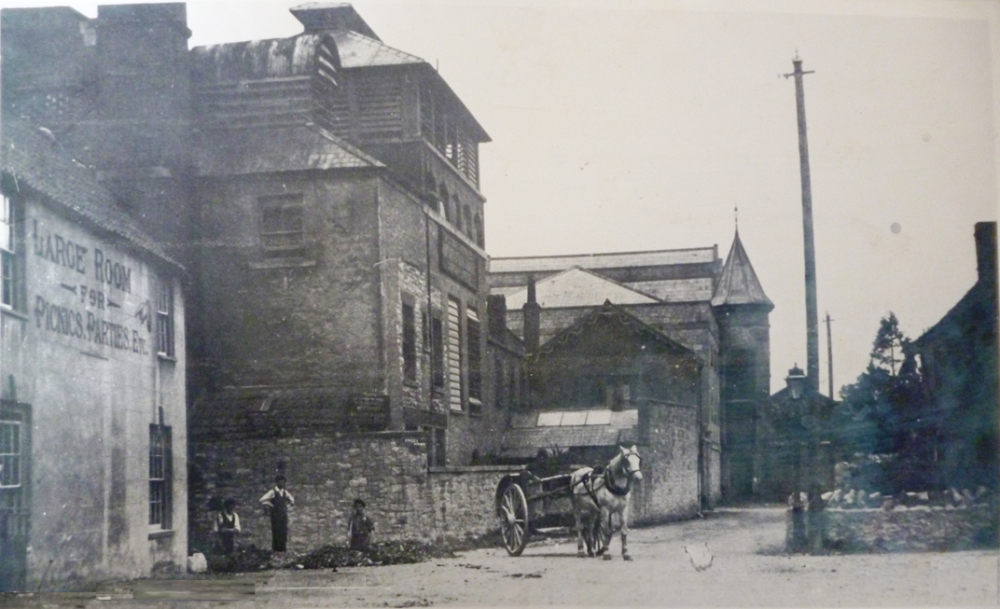 LARGE ROOM
FOR
PICNICS, PARTIES, ETC.